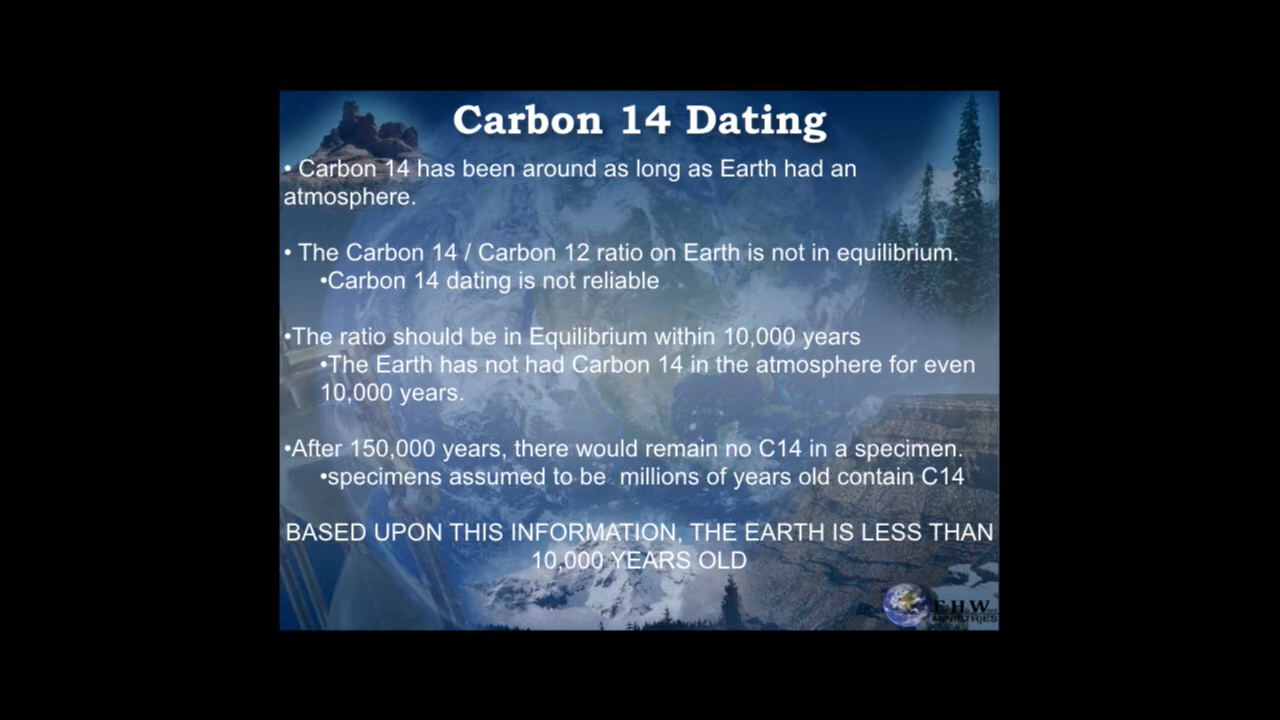 Carbon 14 Dating
• Carbon 14 has been around as long as Earth had an
atmosphere.
• The Carbon 14 / Carbon 12 ratio on Earth is not in equilibrium.
•Carbon 14 dating is not reliable
•The ratio should be in Equilibrium within 10,000 years
•The Earth has not had Carbon 14 in the atmosphere for even
10,000 years.
•After 150,000 years, there would remain no C14 in a specimen.
•specimens assumed to be  millions of years old contain C14
BASED UPON THIS INFORMATION, THE EARTH IS LESS THAN
10,000 YEARS OLD
E.H.W.
MINISTRIES